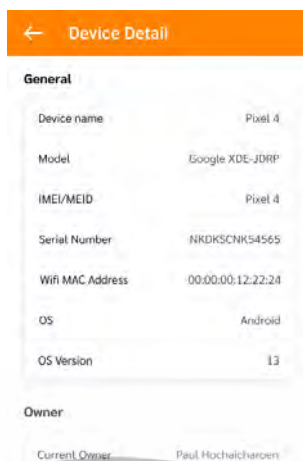 Device Detail
General
Device name Pixel 4
Model Google XDE-JDRP
IMEI/MEID Pixel 4
Serial Number NKDKSCNK54565
Wifi MAC Address 00:00:00:12:22:24
OS Android
OS Version 13
Owner
Current Owner Paul Hochaicharoen